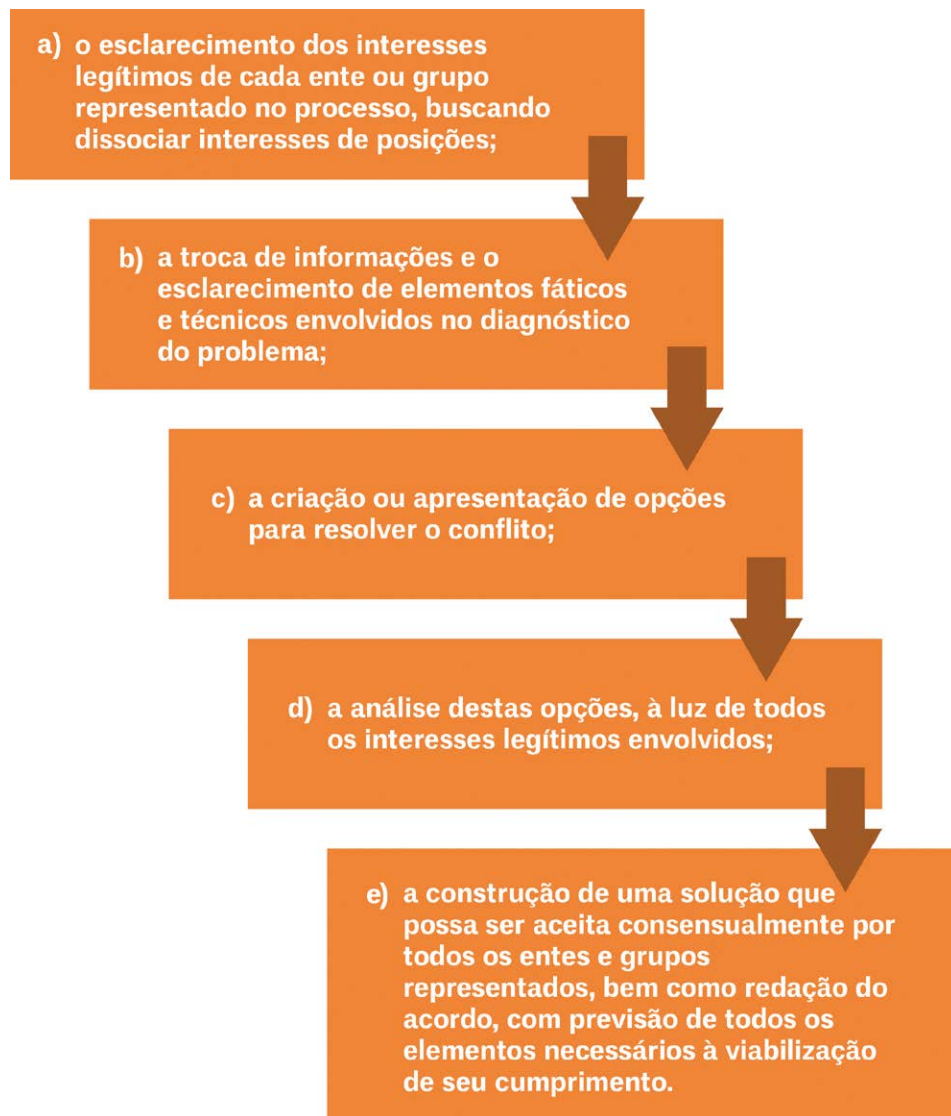 a) o esclarecimento dos interesses
legítimos de cada ente ou grupo
representado no processo, buscando
dissociar interesses de posições;
b) a troca de informações e o
esclarecimento de elementos fáticos
e técnicos envolvidos no diagnóstico
do problema;
c) a criação ou apresentação de opções
para resolver o conflito;
d) a análise destas opções, à luz de todos
os interesses legítimos envolvidos;
e) a construção de uma solução que
possa ser aceita consensualmente por
todos os entes e grupos
representados, bem como redação do
acordo, com previsão de todos os
elementos necessários à viabilização
de seu cumprimento.